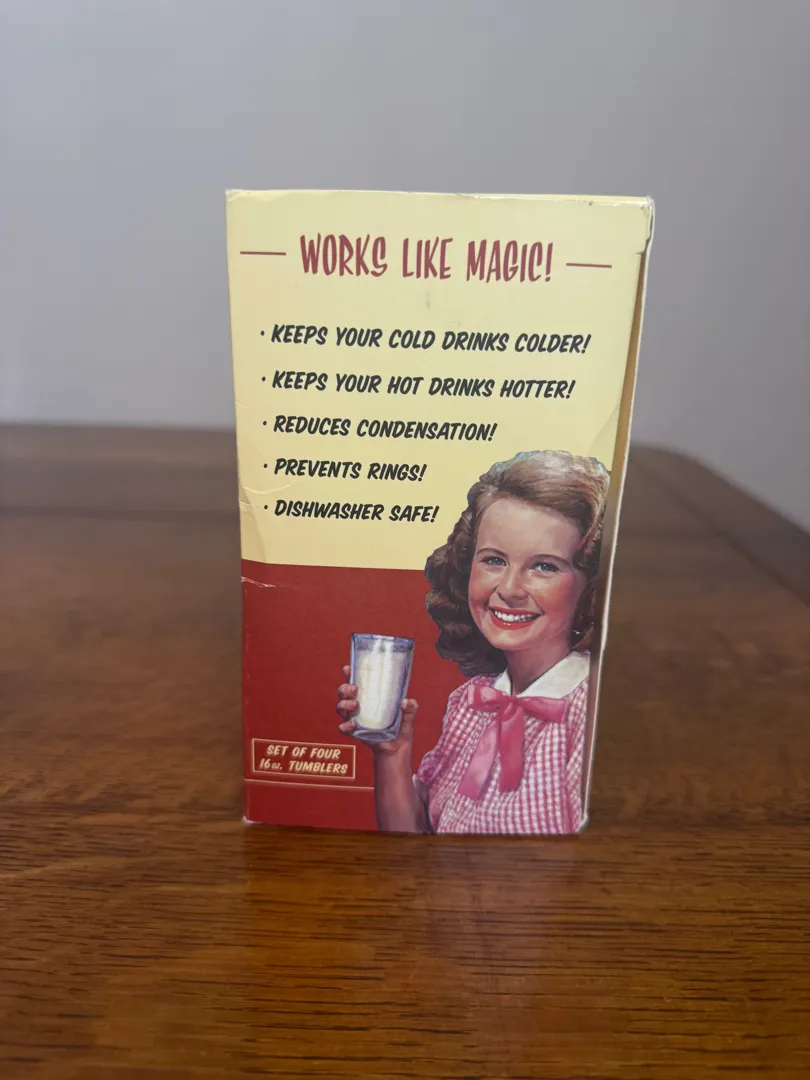 WORKS LIKE MAGIC!
· KEEPS YOUR COLD DRINKS COLDER!
· KEEPS YOUR HOT DRINKS HOTTER!
· REDUCES CONDENSATION!
· PREVENTS RINGS!
· DISHWASHER SAFE!
SET OF FOUR
16 oz. TUMBLERS